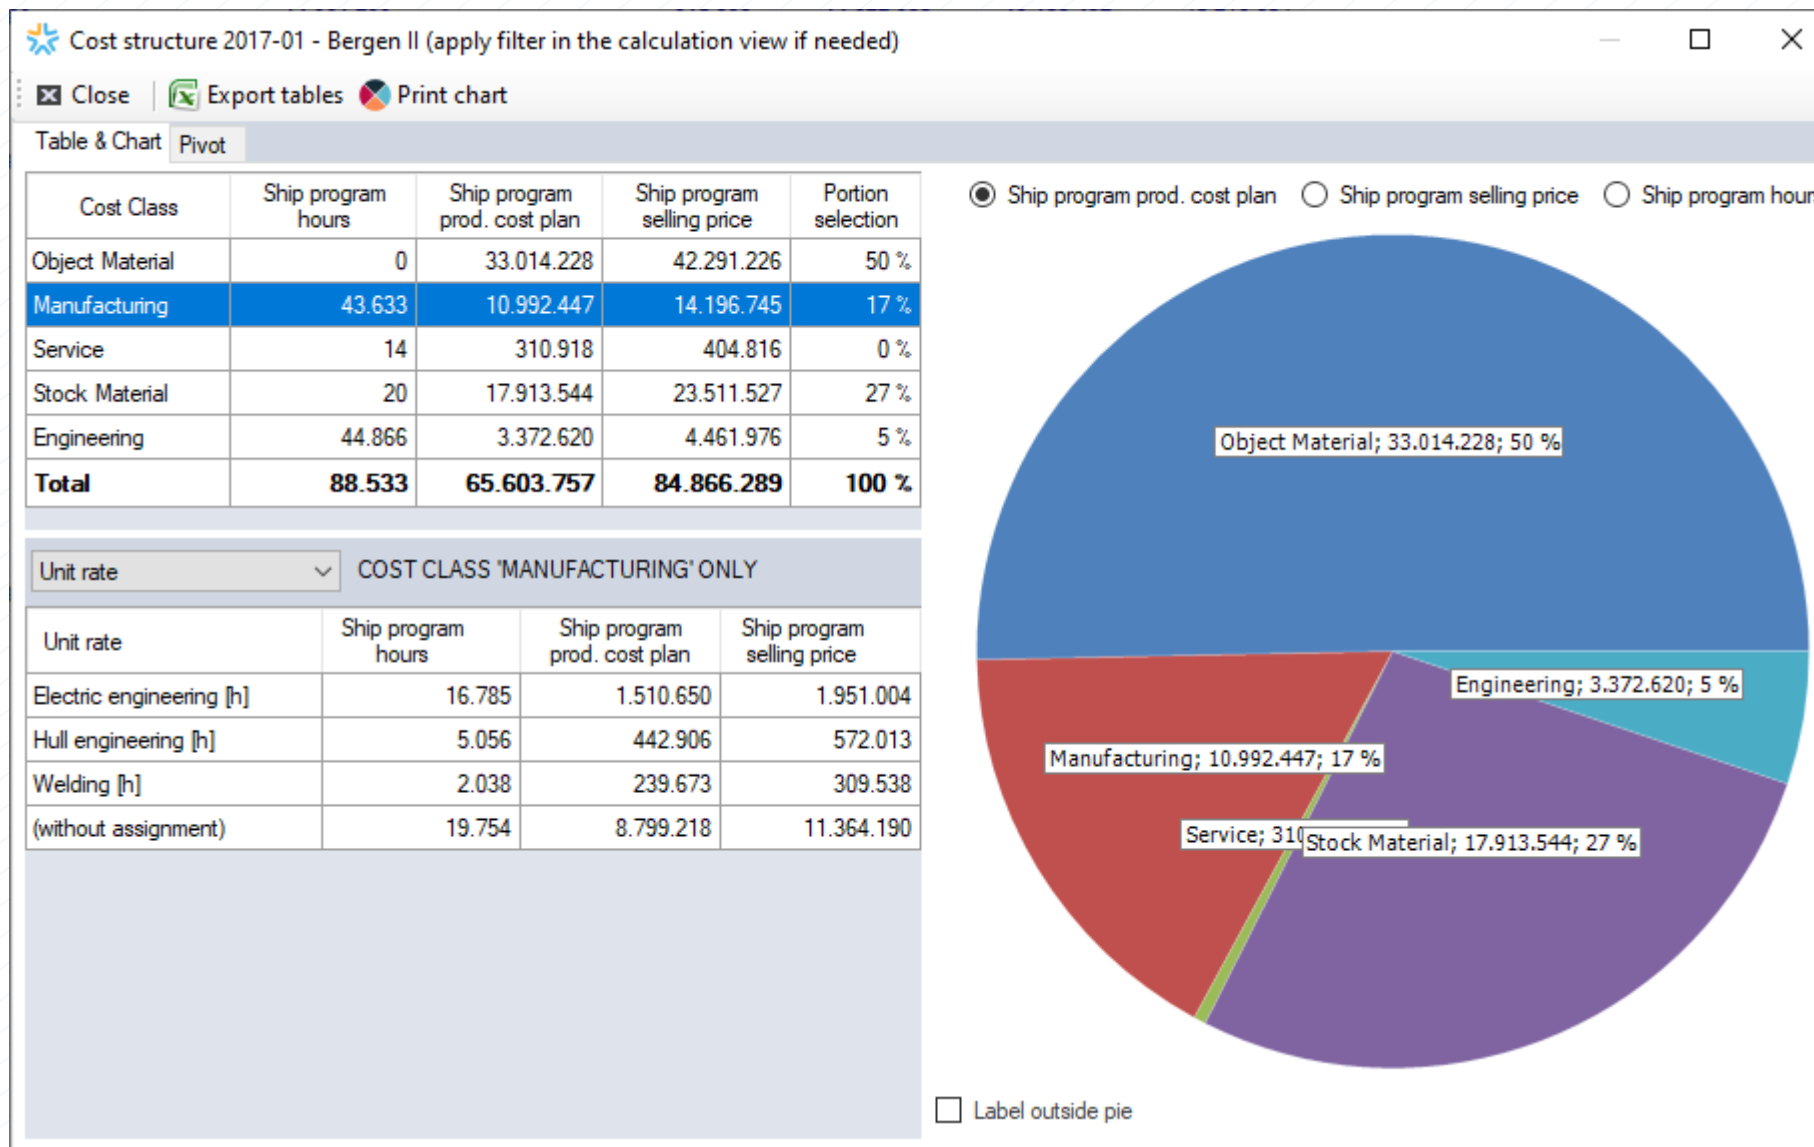 Cost structure 2017-01 - Bergen II (apply filter in the calculation view if needed)
Close Export tables Print chart
Table & Chart Pivot
Cost Class Ship program hours Ship program prod. cost plan Ship program selling price Portion selection
Object Material 0 33.014.228 42.291.226 50 %
Manufacturing 43.633 10.992.447 14.196.745 17 %
Service 14 310.918 404.816 0 %
Stock Material 20 17.913.544 23.511.527 27 %
Engineering 44.866 3.372.620 4.461.976 5 %
Total 88.533 65.603.757 84.866.289 100 %
Unit rate COST CLASS 'MANUFACTURING' ONLY
Unit rate Ship program hours Ship program prod. cost plan Ship program selling price
Electric engineering [h] 16.785 1.510.650 1.951.004
Hull engineering [h] 5.056 442.906 572.013
Welding [h] 2.038 239.673 309.538
(without assignment) 19.754 8.799.218 11.364.190
Ship program prod. cost plan Ship program selling price Ship program hour
Object Material; 33.014.228; 50 %
Engineering; 3.372.620; 5 %
Manufacturing; 10.992.447; 17 %
Service; 310
Stock Material; 17.913.544; 27 %
Label outside pie